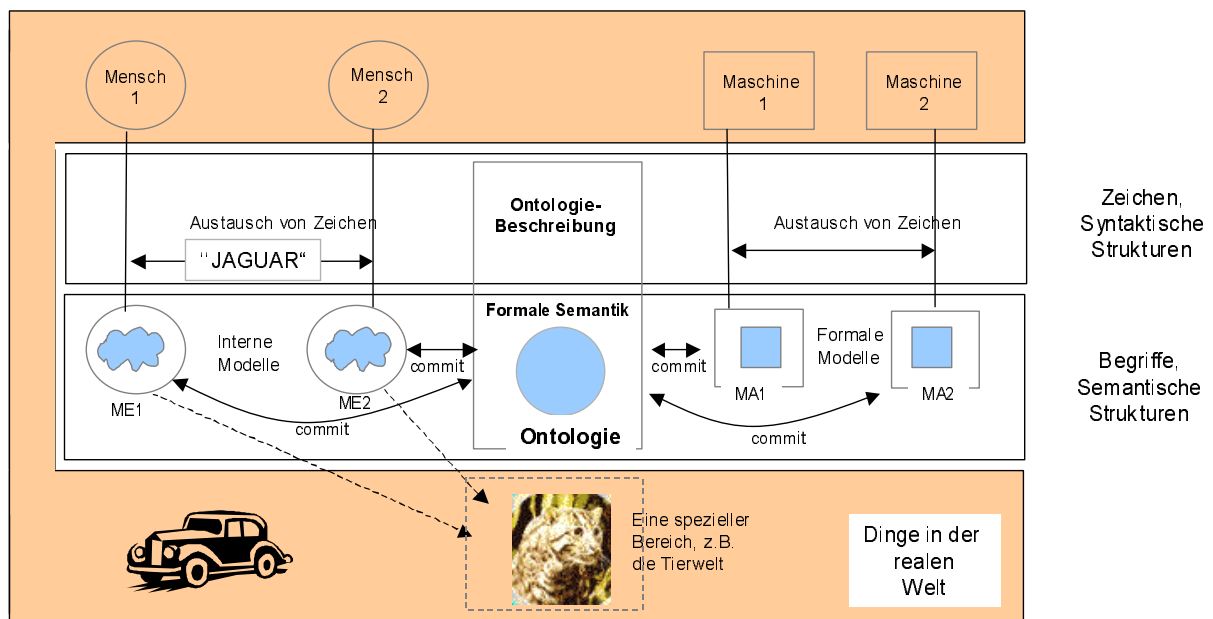 Mensch
1
Mensch
2
Maschine
1
Maschine
2
Austausch von Zeichen
"JAGUAR“
Ontologie-
Beschreibung
Austausch von Zeichen
Zeichen,
Syntaktische
Strukturen
Interne
Modelle
ME1
ME2
commit
commit
Formale Semantik
Ontologie
commit
commit
Formale
Modelle
MA1
MA2
Begriffe,
Semantische
Strukturen
Eine spezieller
Bereich, z.B.
die Tierwelt
Dinge in der
realen
Welt